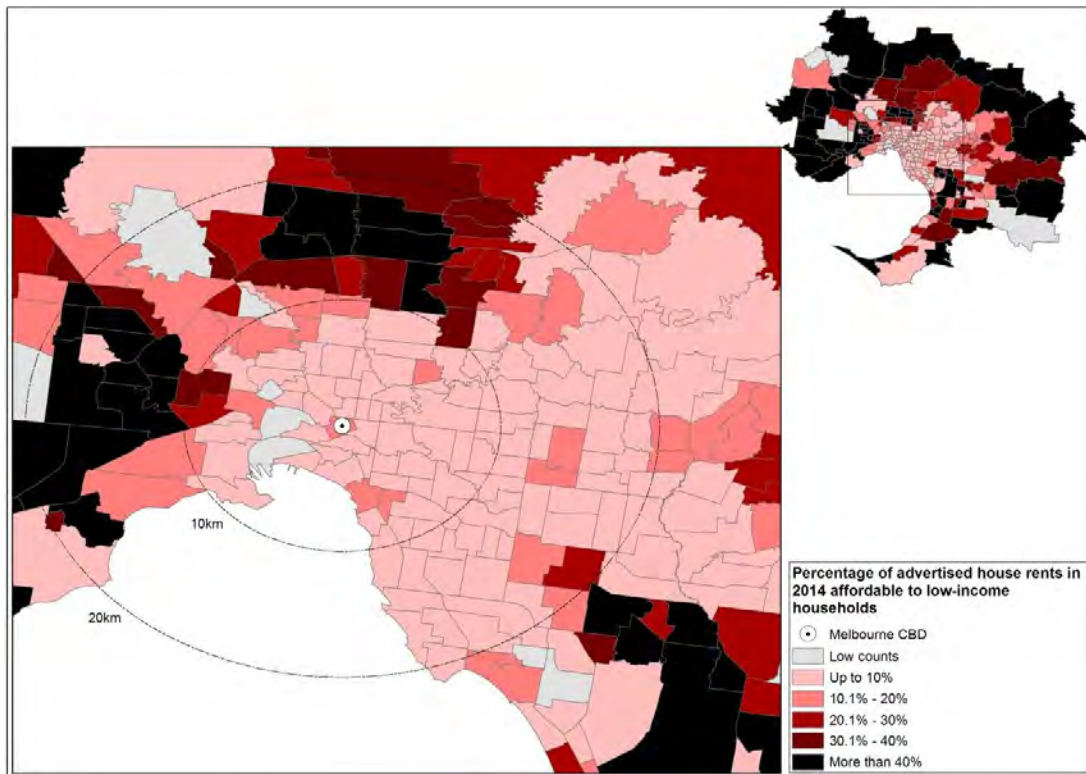 10km
20km
Percentage of advertised house rents in
2014 affordable to low-income
households
Melbourne CBD
Low counts
Up to 10%
10.1% - 20%
20.1% - 30%
30.1% - 40%
More than 40%